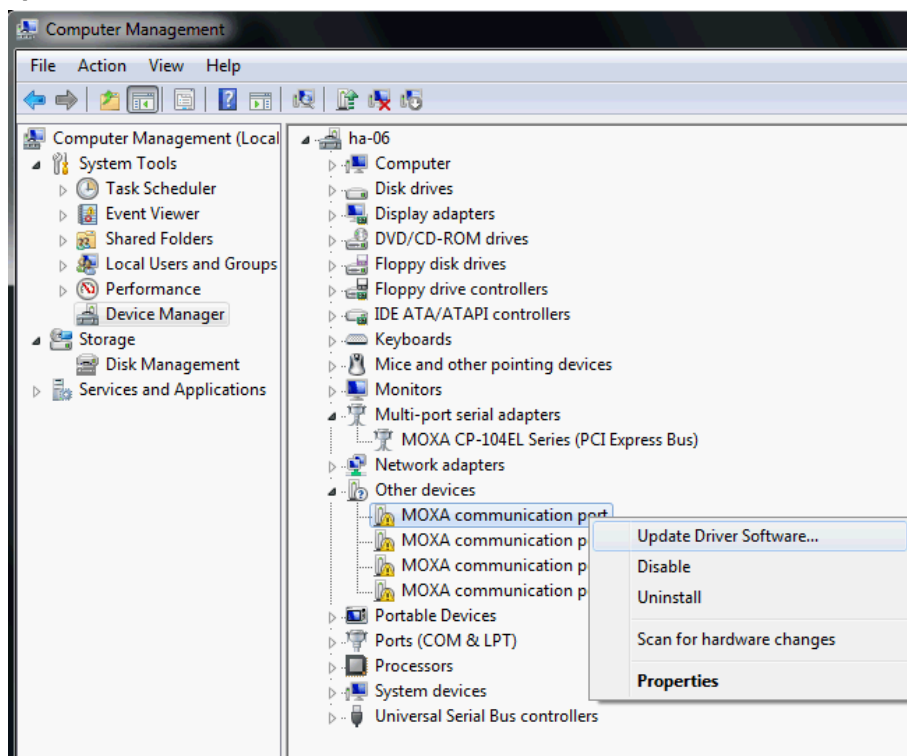 Computer Management
File Action View Help
Computer Management (Local
System Tools
Task Scheduler
Event Viewer
Shared Folders
Local Users and Groups
Performance
Device Manager
Storage
Disk Management
Services and Applications
ha-06
Computer
Disk drives
Display adapters
DVD/CD-ROM drives
Floppy disk drives
Floppy drive controllers
IDE ATA/ATAPI controllers
Keyboards
Mice and other pointing devices
Monitors
Multi-port serial adapters
MOXA CP-104EL Series (PCI Express Bus)
Network adapters
Other devices
MOXA communication port
MOXA communication p
MOXA communication p
MOXA communication p
Portable Devices
Ports (COM & LPT)
Processors
System devices
Universal Serial Bus controllers
Update Driver Software...
Disable
Uninstall
Scan for hardware changes
Properties